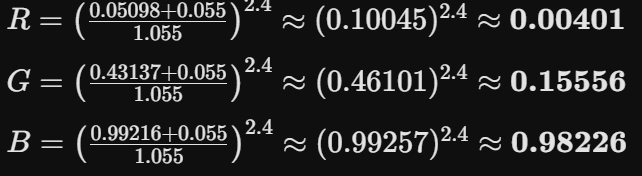 R = (0.05098+0.055/1.055)^2.4 ≈ (0.10045)^2.4 ≈ 0.00401
G = (0.43137+0.055/1.055)^2.4 ≈ (0.46101)^2.4 ≈ 0.15556
B = (0.99216+0.055/1.055)^2.4 ≈ (0.99257)^2.4 ≈ 0.98226